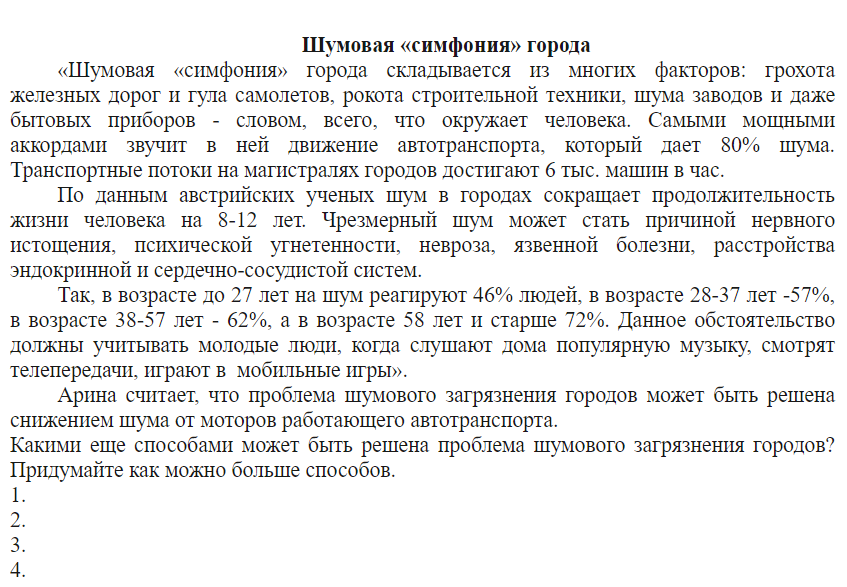 Шумовая «симфония» города
«Шумовая «симфония» города складывается из многих факторов: грохота
железных дорог и гула самолетов, рокота строительной техники, шума заводов и даже
бытовых приборов - словом, всего, что окружает человека. Самыми мощными
аккордами звучит в ней движение автотранспорта, который дает 80% шума.
Транспортные потоки на магистралях городов достигают 6 тыс. машин в час.
По данным австрийских ученых шум в городах сокращает продолжительность
жизни человека на 8-12 лет. Чрезмерный шум может стать причиной нервного
истощения, психической угнетенности, невроза, язвенной болезни, расстройства
эндокринной и сердечно-сосудистой систем.
Так, в возрасте до 27 лет на шум реагируют 46% людей, в возрасте 28-37 лет -57%,
в возрасте 38-57 лет - 62%, а в возрасте 58 лет и старше 72%. Данное обстоятельство
должны учитывать молодые люди, когда слушают дома популярную музыку, смотрят
телепередачи, играют в мобильные игры».
Арина считает, что проблема шумового загрязнения городов может быть решена
снижением шума от моторов работающего автотранспорта.
Какими еще способами может быть решена проблема шумового загрязнения городов?
Придумайте как можно больше способов.
1.
2.
3.
4.